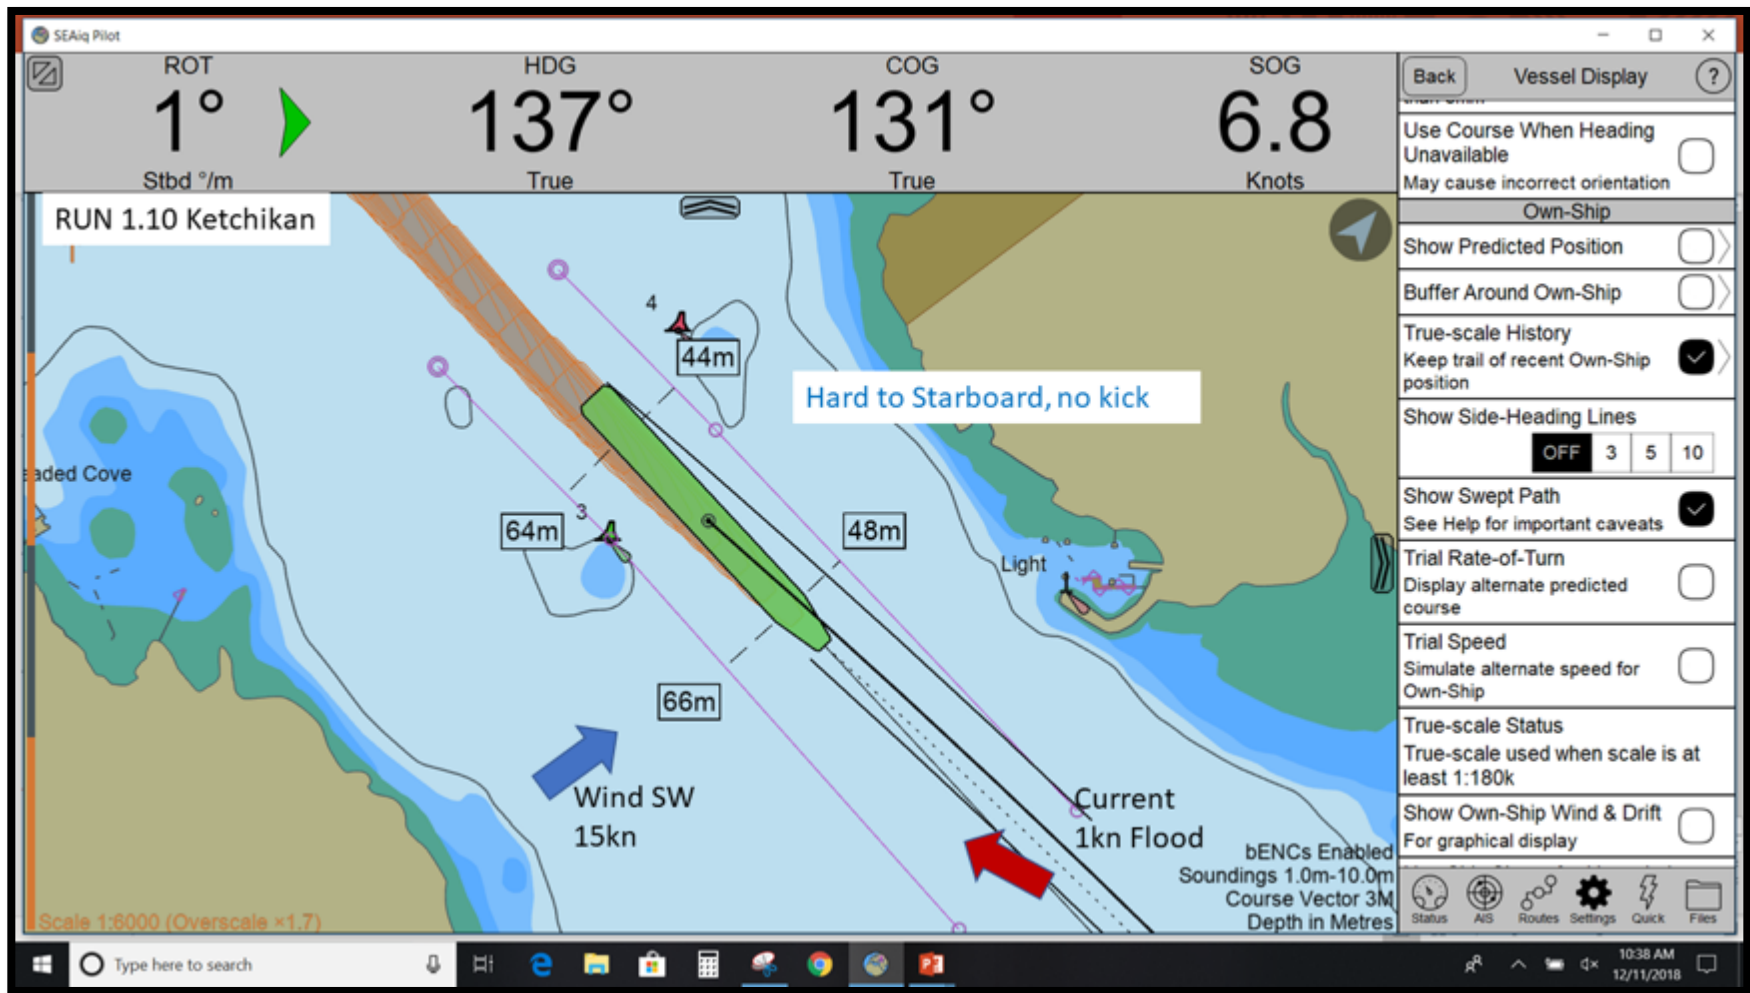 SEAiq Pilot
ROT
HDG
COG
SOG
1°
137°
131°
6.8
Stbd °/m
True
True
Knots
Back
Vessel Display
?
than 6mm
Use Course When Heading
Unavailable
May cause incorrect orientation
Own-Ship
Show Predicted Position
Buffer Around Own-Ship
True-scale History
Keep trail of recent Own-Ship
position
Show Side-Heading Lines
OFF 3 5 10
Show Swept Path
See Help for important caveats
Trial Rate-of-Turn
Display alternate predicted
course
Trial Speed
Simulate alternate speed for
Own-Ship
True-scale Status
True-scale used when scale is at
least 1:180k
Show Own-Ship Wind & Drift
For graphical display
Status AIS Routes Settings Quick Files
RUN 1.10 Ketchikan
4
44m
Hard to Starboard, no kick
aded Cove
3
64m
48m
Light
66m
Wind SW
15kn
Current
1kn Flood
bENCs Enabled
Soundings 1.0m-10.0m
Course Vector 3M
Depth in Metres
Scale 1:6000 (Overscale ×1.7)
Type here to search
10:38 AM
12/11/2018